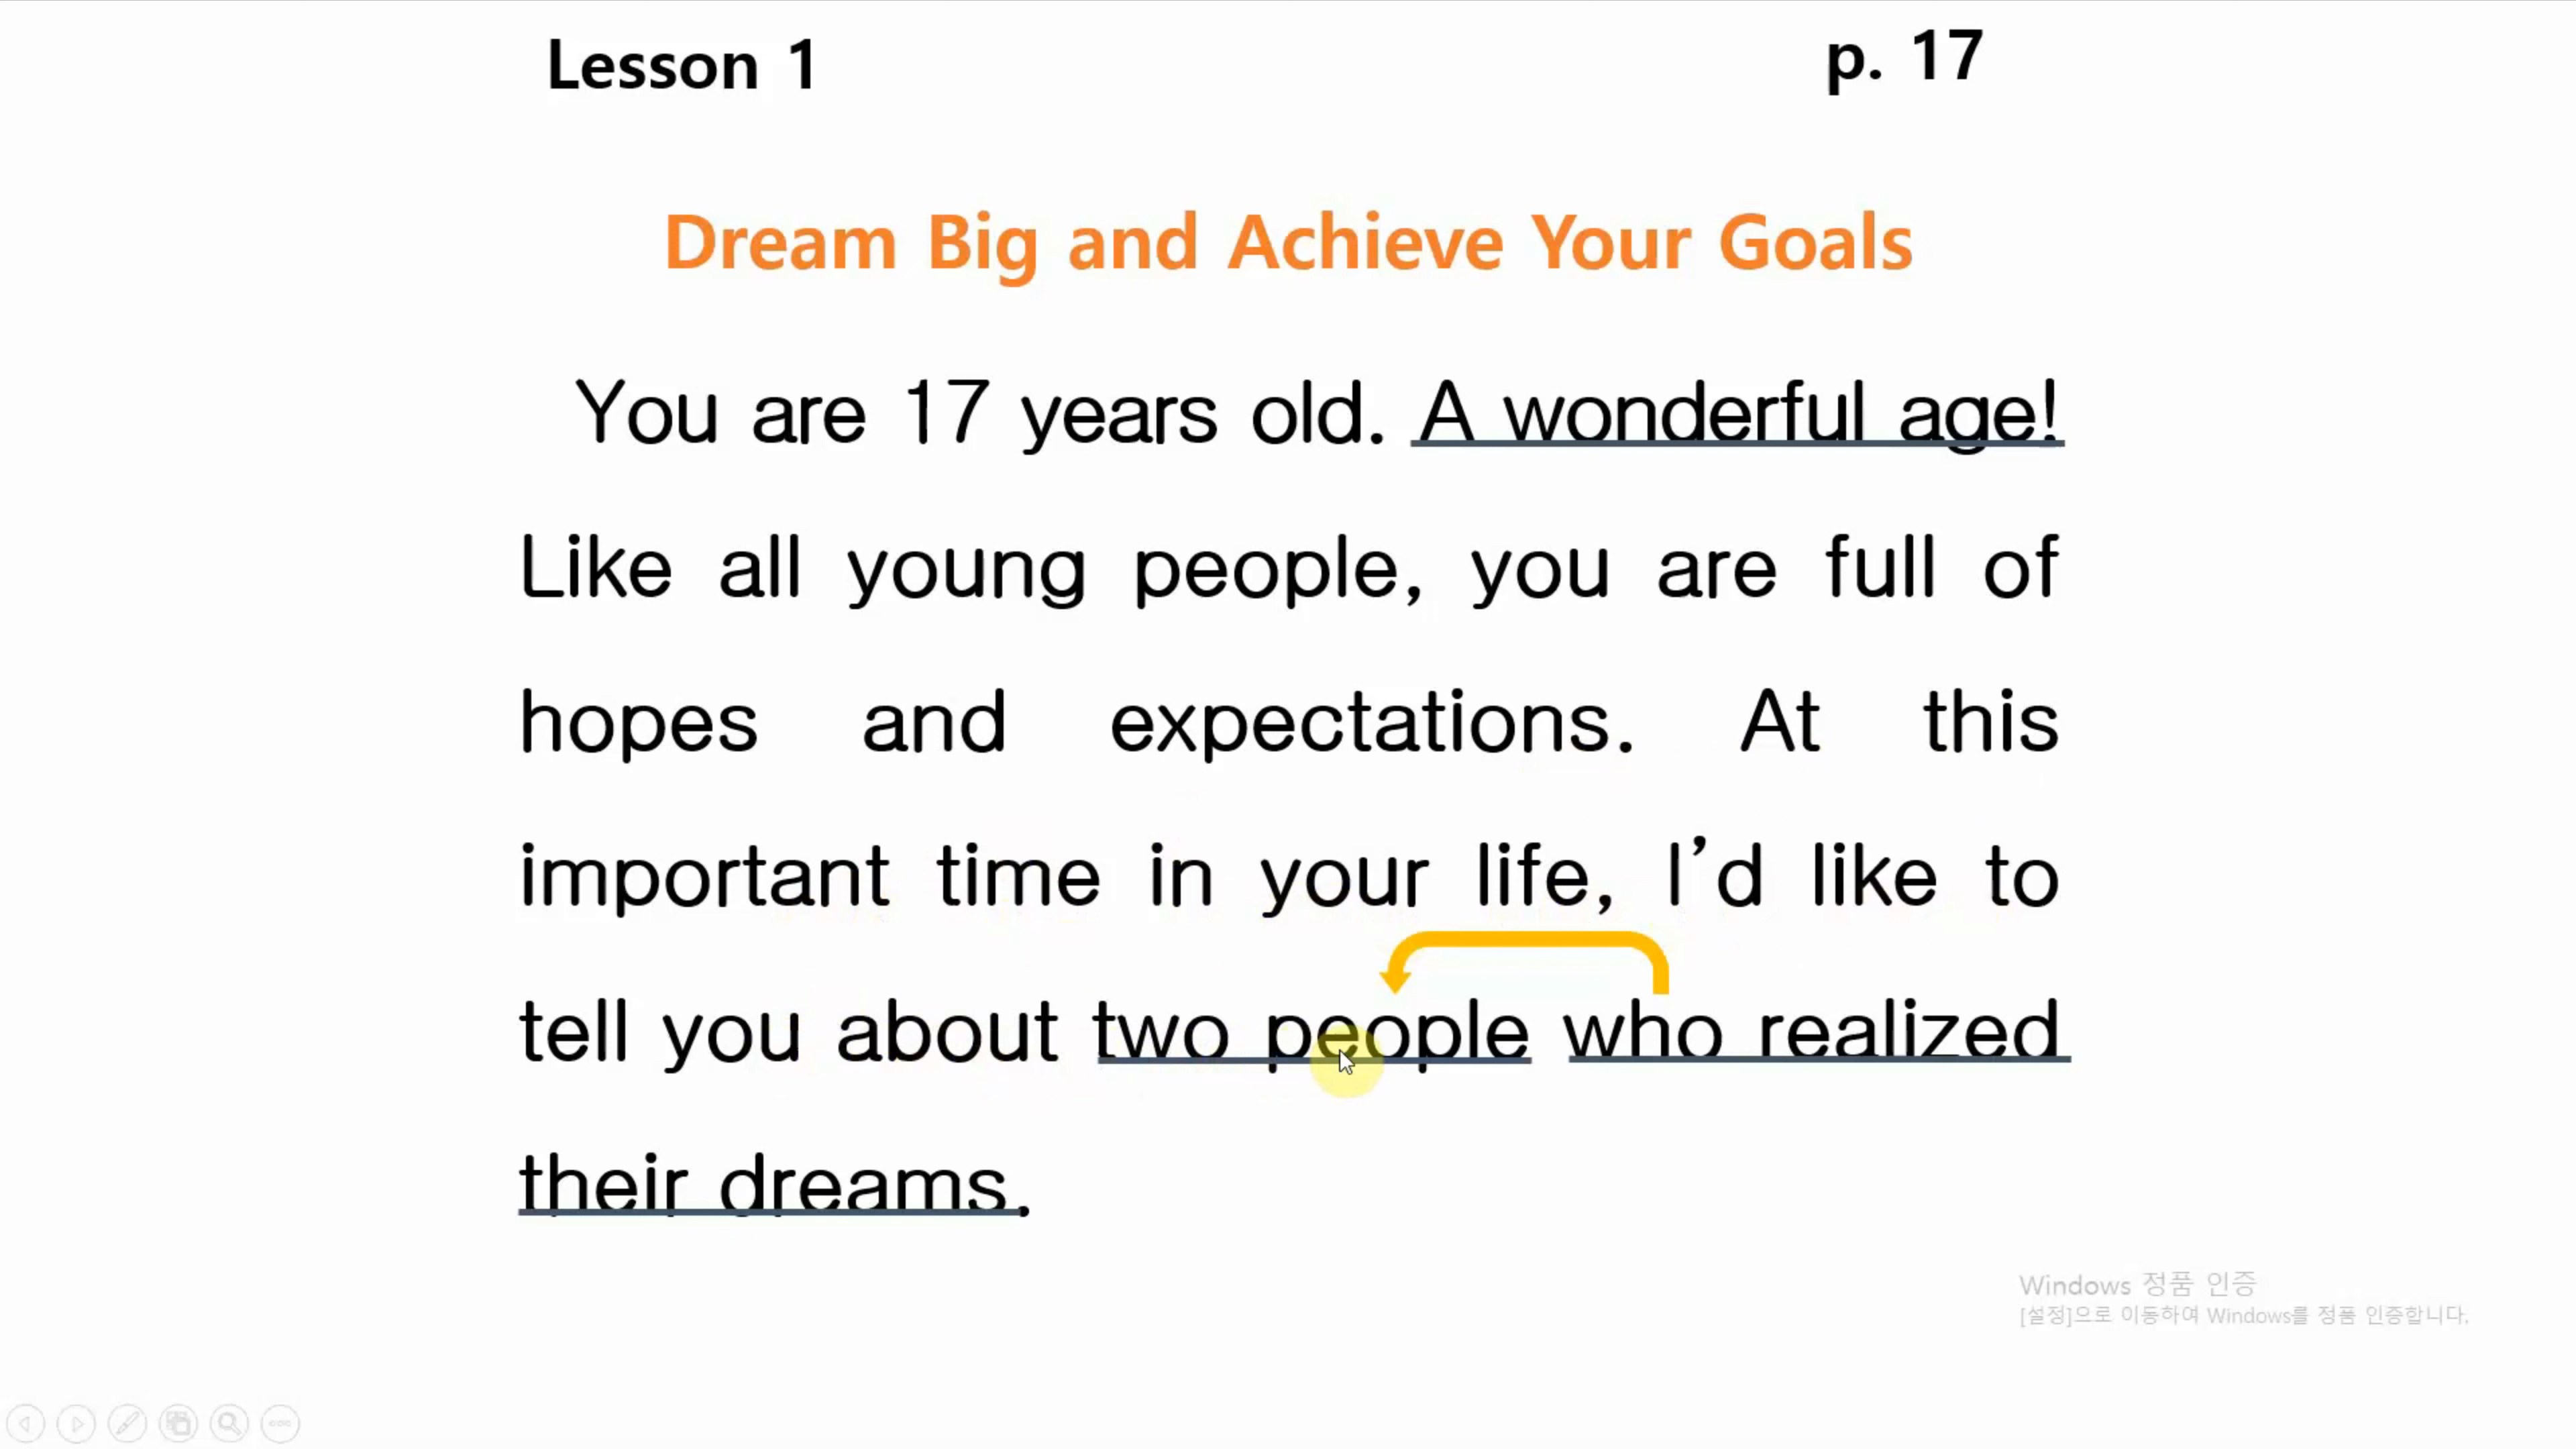 Lesson 1
p. 17
Dream Big and Achieve Your Goals
You are 17 years old. A wonderful age!
Like all young people, you are full of
hopes and expectations. At this
important time in your life, I’d like to
tell you about two people who realized
their dreams.
Windows 정품 인증
[설정]으로 이동하여 Windows를 정품 인증합니다.